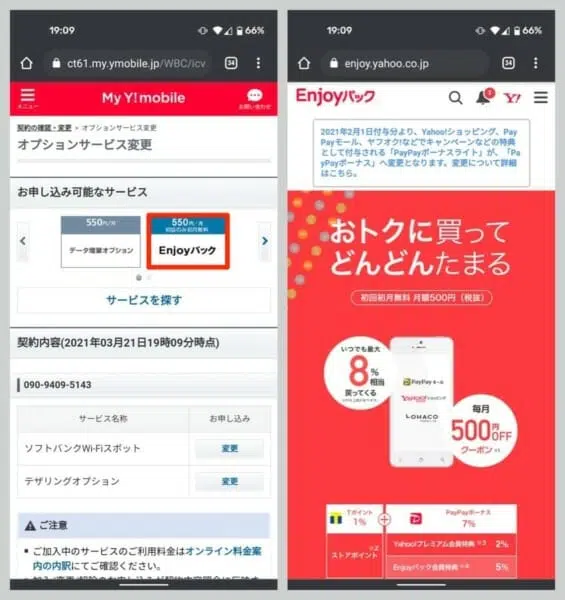 19:09
66%
ct61.my.ymobile.jp/WBC/icv
34
メニュー
My Y!mobile
お問い合わせ
契約の確認・変更 > オプションサービス変更
オプションサービス変更
お申し込み可能なサービス
550円/月
データ増量オプション
550円/月
初回のみ初月無料
Enjoyパック
サービスを探す
契約内容(2021年03月21日19時09分時点)
090-9409-5143
サービス名称
お申し込み
ソフトバンクWi-Fiスポット
変更
テザリングオプション
変更
ご注意
ご加入中のサービスのご利用料金はオンライン料金案
内の内訳にてご確認ください。
19:09
66%
enjoy.yahoo.co.jp
34
Enjoyパック
1
Y!
2021年2月1日付与分より、Yahoo!ショッピング、Pay
Payモール、ヤフオク!などでキャンペーンなどの特典
として付与される「PayPayボーナスライト」が、「Pa
yPayボーナス」へ変更となります。変更について詳細
はこちら。
おトクに買って
どんどんたまる
初回初月無料 月額500円（税抜）
いつでも最大
8%相当
戻ってくる
PayPayモール
YAHOO!ショッピング
LOHACO
毎月
500円OFF
クーポン※1
Tポイント
1%
PayPayボーナス
7%
ストアポイント※2
Yahoo!プレミアム会員特典※3
2%
Enjoyパック会員特典※4
5%